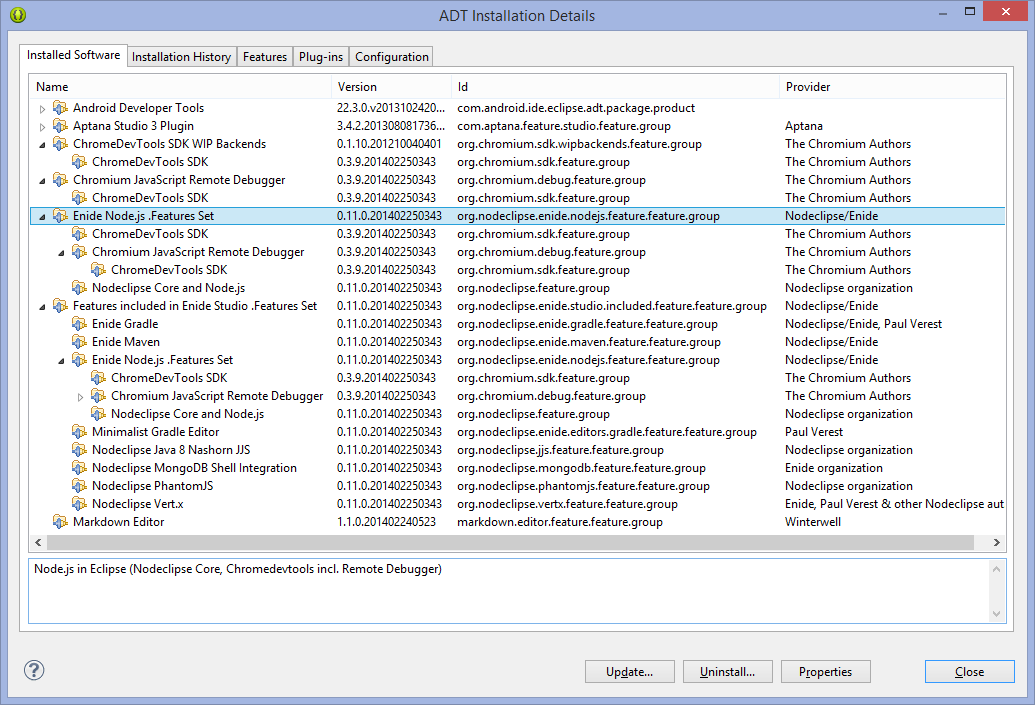 ADT Installation Details
Installed Software Installation History Features Plug-ins Configuration
Name Version Id Provider
Android Developer Tools 22.3.0.v2013102420... com.android.ide.eclipse.adt.package.product
Aptana Studio 3 Plugin 3.4.2.201308081736... com.aptana.feature.studio.feature.group Aptana
ChromeDevTools SDK WIP Backends 0.1.10.201210040401 org.chromium.sdk.wipbackends.feature.group The Chromium Authors
ChromeDevTools SDK 0.3.9.201402250343 org.chromium.sdk.feature.group The Chromium Authors
Chromium JavaScript Remote Debugger 0.3.9.201402250343 org.chromium.debug.feature.group The Chromium Authors
ChromeDevTools SDK 0.3.9.201402250343 org.chromium.sdk.feature.group The Chromium Authors
Enide Node.js .Features Set 0.11.0.201402250343 org.nodeclipse.enide.nodejs.feature.feature.group Nodeclipse/Enide
ChromeDevTools SDK 0.3.9.201402250343 org.chromium.sdk.feature.group The Chromium Authors
Chromium JavaScript Remote Debugger 0.3.9.201402250343 org.chromium.debug.feature.group The Chromium Authors
ChromeDevTools SDK 0.3.9.201402250343 org.chromium.sdk.feature.group The Chromium Authors
Nodeclipse Core and Node.js 0.11.0.201402250343 org.nodeclipse.feature.group Nodeclipse organization
Features included in Enide Studio .Features Set 0.11.0.201402250343 org.nodeclipse.enide.studio.included.feature.feature.group Nodeclipse/Enide
Enide Gradle 0.11.0.201402250343 org.nodeclipse.enide.gradle.feature.feature.group Nodeclipse/Enide, Paul Verest
Enide Maven 0.11.0.201402250343 org.nodeclipse.enide.maven.feature.feature.group Nodeclipse/Enide
Enide Node.js .Features Set 0.11.0.201402250343 org.nodeclipse.enide.nodejs.feature.feature.group Nodeclipse/Enide
ChromeDevTools SDK 0.3.9.201402250343 org.chromium.sdk.feature.group The Chromium Authors
Chromium JavaScript Remote Debugger 0.3.9.201402250343 org.chromium.debug.feature.group The Chromium Authors
Nodeclipse Core and Node.js 0.11.0.201402250343 org.nodeclipse.feature.group Nodeclipse organization
Minimalist Gradle Editor 0.11.0.201402250343 org.nodeclipse.enide.editors.gradle.feature.feature.group Paul Verest
Nodeclipse Java 8 Nashorn JJS 0.11.0.201402250343 org.nodeclipse.jjs.feature.feature.group Nodeclipse organization
Nodeclipse MongoDB Shell Integration 0.11.0.201402250343 org.nodeclipse.mongodb.feature.group Enide organization
Nodeclipse PhantomJS 0.11.0.201402250343 org.nodeclipse.phantomjs.feature.group Nodeclipse organization
Nodeclipse Vert.x 0.11.0.201402250343 org.nodeclipse.vertx.feature.group Enide, Paul Verest & other Nodeclipse aut
Markdown Editor 1.1.0.201402240523 markdown.editor.feature.feature.group Winterwell
Node.js in Eclipse (Nodeclipse Core, Chromedevtools incl. Remote Debugger)
? Update... Uninstall... Properties Close